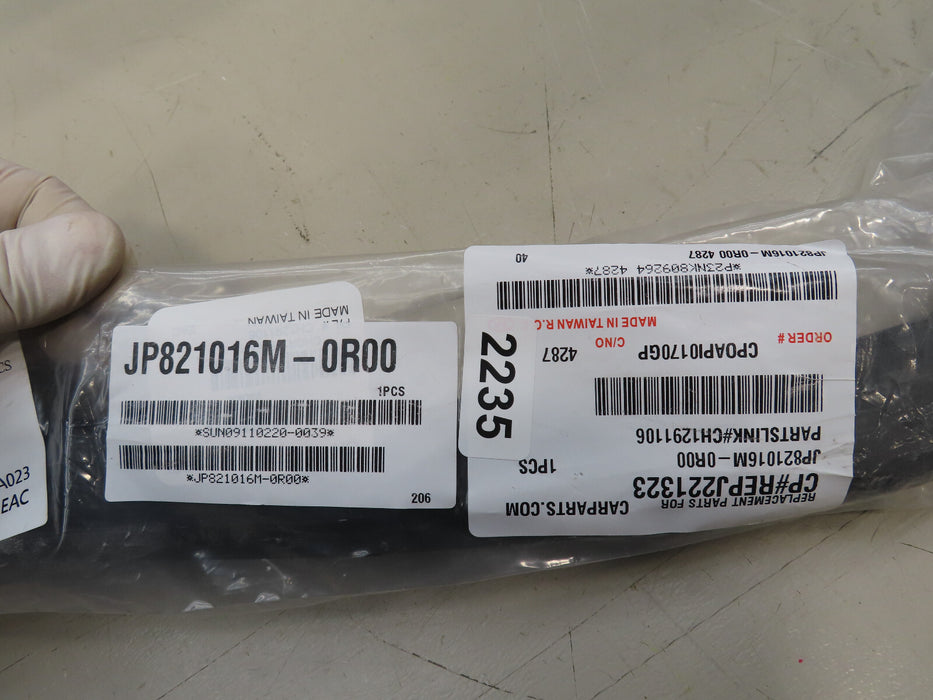 MADE IN TAIWAN
JP821016M-0R00
1PCS
*SUN09110220-0039*
*JP821016M-0R00*
206
CS
A023
EAC
2235
REPLACEMENT PARTS FOR
CP#REPJ221323
CARPARTS.COM
JP821016M-0R00
1PCS
PARTSLINK#CH1291106
ORDER #
CP0API0170GP
C/NO
4287
MADE IN TAIWAN R.
*P23NK809264 4287*
JP821016M-0R00 4287
40